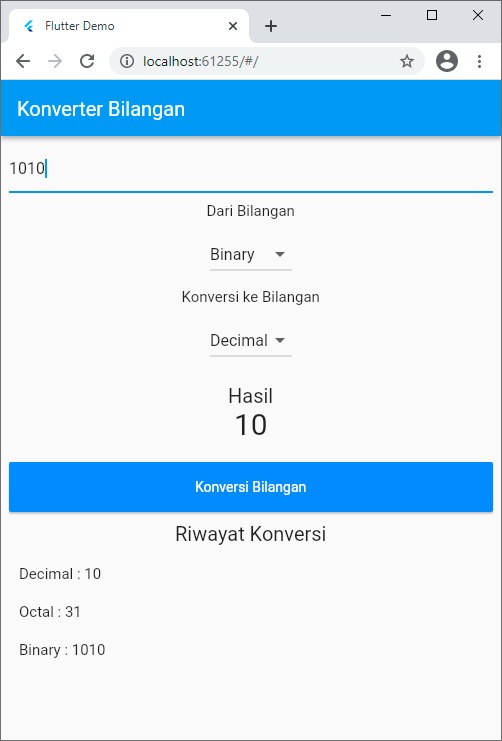 Flutter Demo
localhost:61255/#/
Konverter Bilangan
1010
Dari Bilangan
Binary
Konversi ke Bilangan
Decimal
Hasil
10
Konversi Bilangan
Riwayat Konversi
Decimal : 10
Octal : 31
Binary : 1010